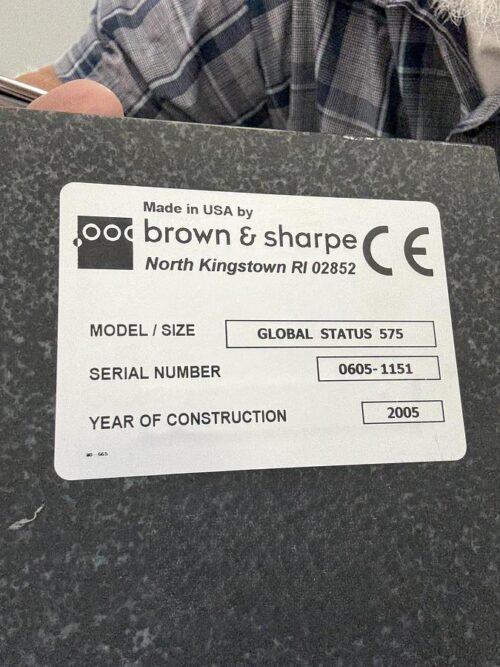 Made in USA by
brown & sharpe CE
North Kingstown RI 02852
MODEL / SIZE GLOBAL STATUS 575
SERIAL NUMBER 0605-1151
YEAR OF CONSTRUCTION 2005